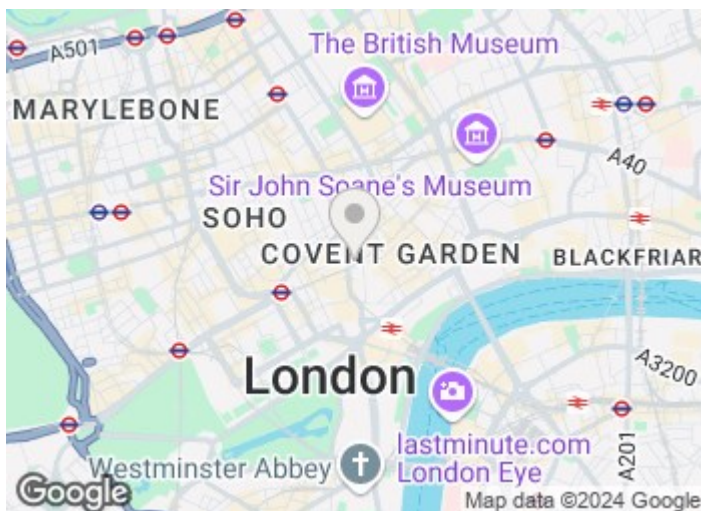 A501
The British Museum
MARYLEBONE
A40
Sir John Soane's Museum
SOHO
COVENT GARDEN
BLACKFRIAR
London
A3200
lastminute.com
London Eye
Westminster Abbey
A201
Google
Map data ©2024 Google